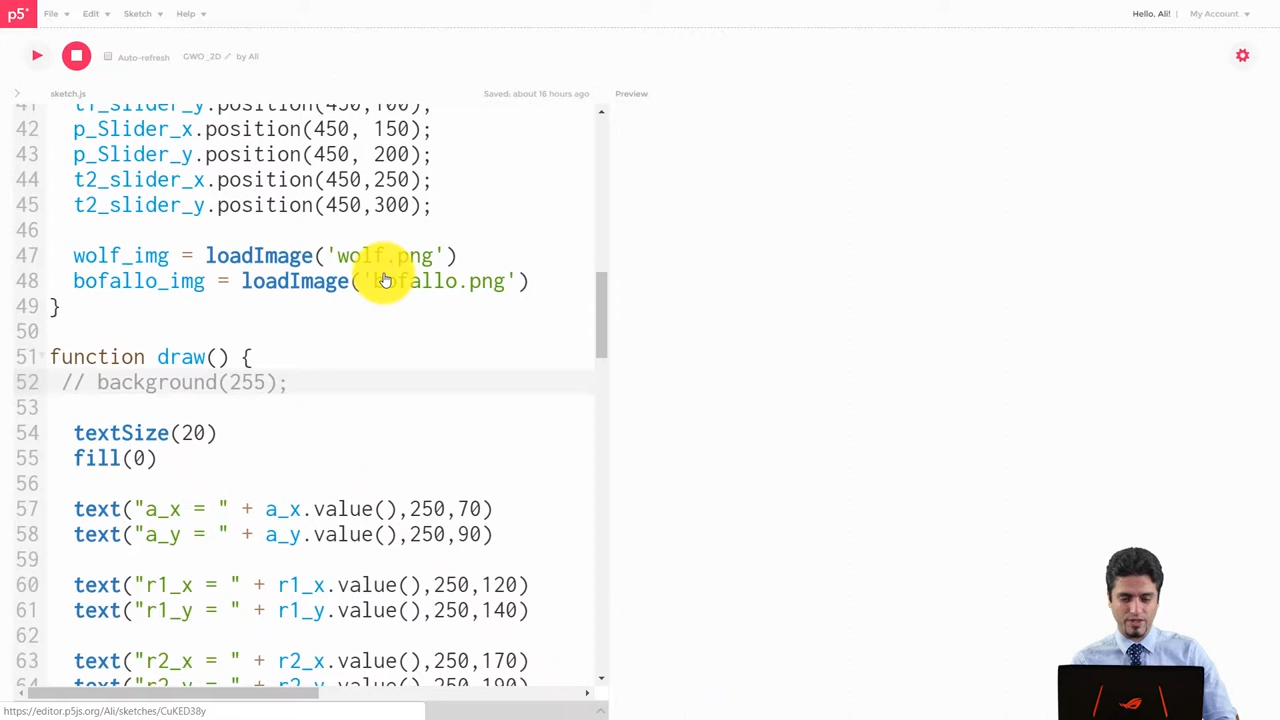 p5* File Edit Sketch Help Hello, Ali! | My Account
Auto-refresh GWO_2D by Ali
sketch.js Saved: about 16 hours ago Preview
41 t1_slider_y.position(450,100);
42 p_Slider_x.position(450, 150);
43 p_Slider_y.position(450, 200);
44 t2_slider_x.position(450,250);
45 t2_slider_y.position(450,300);
46
47 wolf_img = loadImage('wolf.png')
48 bofallo_img = loadImage('bofallo.png')
49 }
50
51 function draw() {
52 // background(255);
53
54 textSize(20)
55 fill(0)
56
57 text("a_x = " + a_x.value(),250,70)
58 text("a_y = " + a_y.value(),250,90)
59
60 text("r1_x = " + r1_x.value(),250,120)
61 text("r1_y = " + r1_y.value(),250,140)
62
63 text("r2_x = " + r2_x.value(),250,170)
64 text("r2_y = " + r2_y.value(),250,190)
https://editor.p5js.org/Ali/sketches/CuKED38y